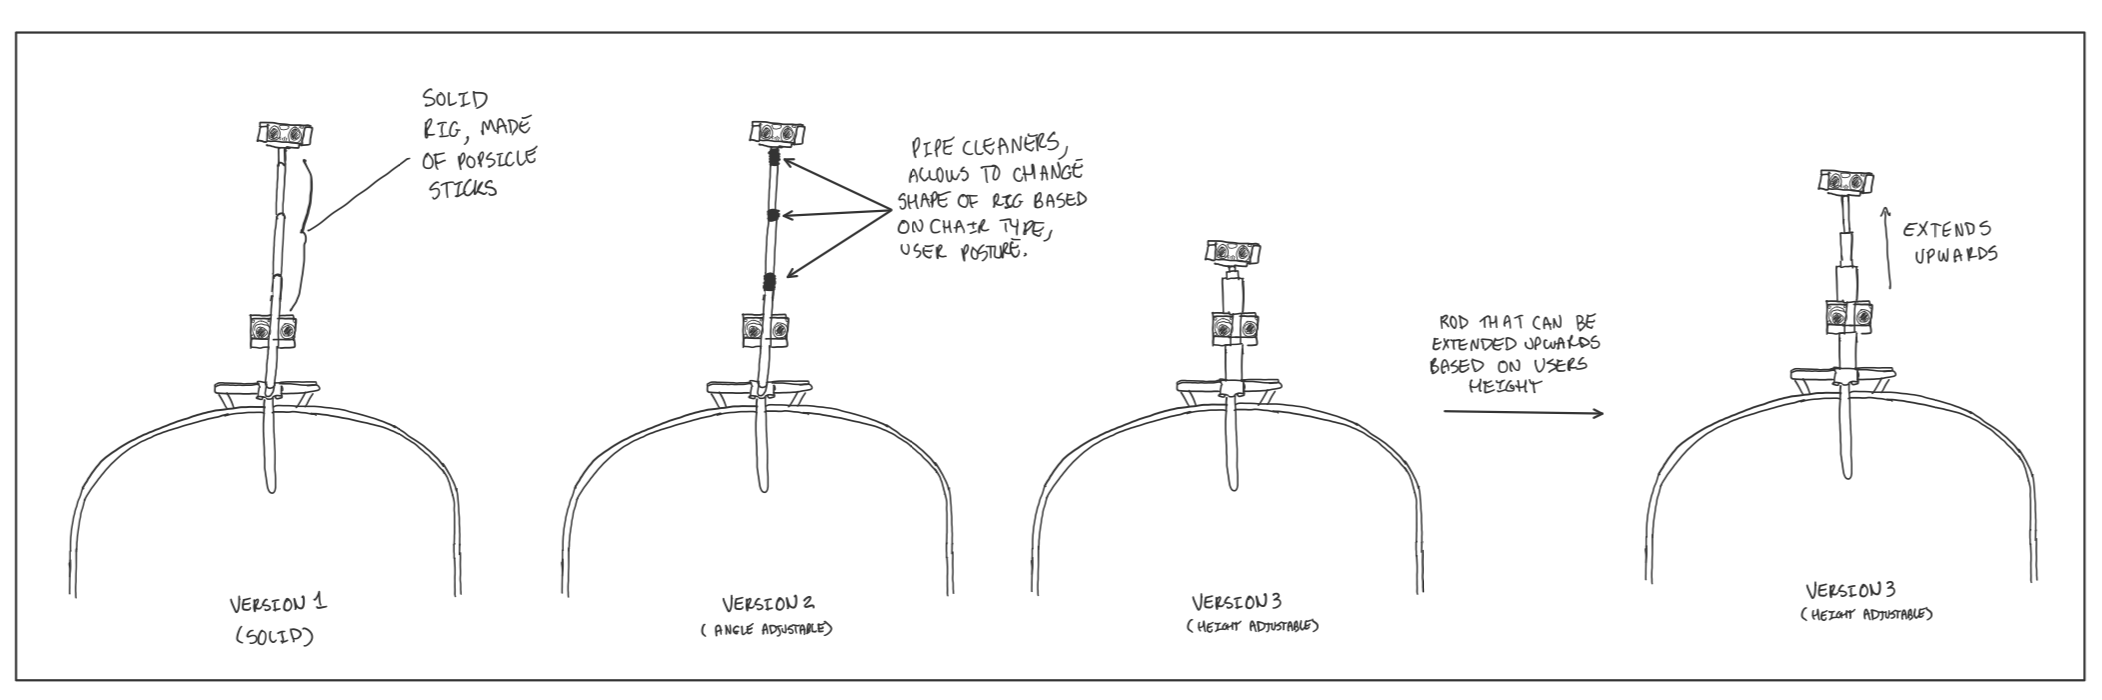 SOLID
RIG, MADE
OF POPSICLE
STICKS
VERSION 1
(SOLID)
PIPE CLEANERS,
ALLOWS TO CHANGE
SHAPE OF RIG BASED
ON CHAIR TYPE,
USER POSTURE.
VERSION 2
(ANGLE ADJUSTABLE)
VERSION 3
(HEIGHT ADJUSTABLE)
ROD THAT CAN BE
EXTENDED UPWARDS
BASED ON USERS
HEIGHT
EXTENDS
UPWARDS
VERSION 3
(HEIGHT ADJUSTABLE)